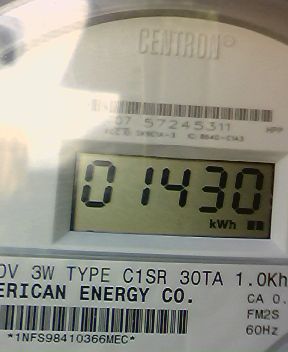 CENTRON®
07 57245311 HPP
01430
kWh
0V 3W TYPE C1SR 30TA 1.0Kh
ERICAN ENERGY CO.
CA 0.
FM2S
60Hz
*1NFS98410366MEC*